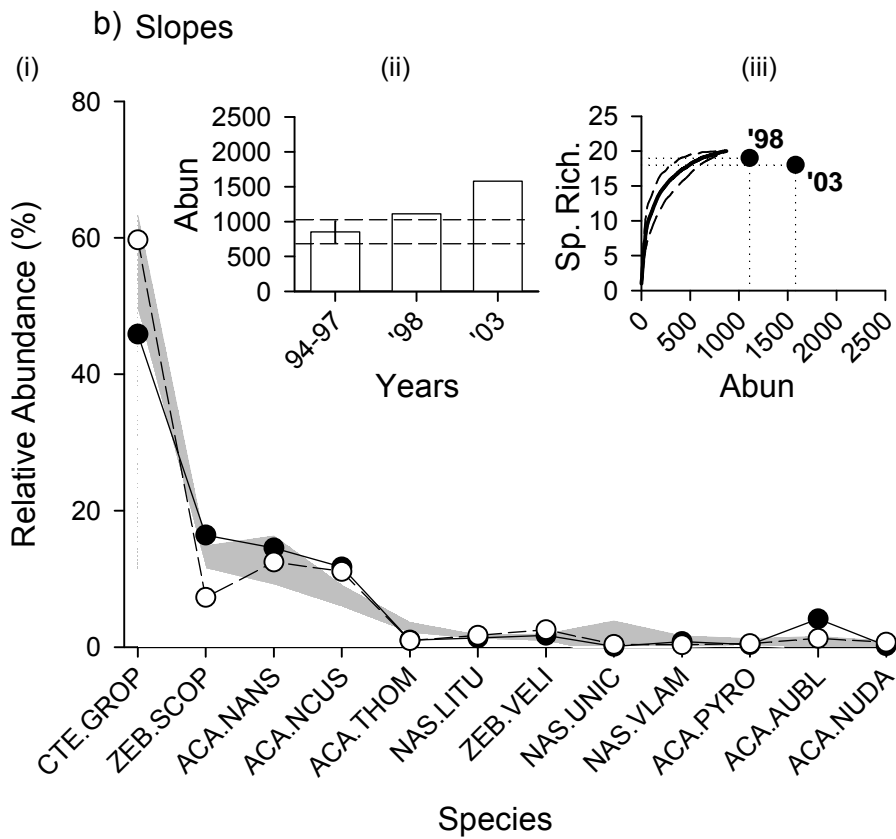 b) Slopes
(i)
(ii)
(iii)
80
60
40
20
0
Relative Abundance (%)
2500
2000
1500
1000
500
0
Abun
94-97
'98
'03
Years
25
20
15
10
5
0
Sp. Rich.
'98
'03
0
500
1000
1500
2000
2500
Abun
CTE.GROP
ZEB.SCOP
ACA.NANS
ACA.NCUS
ACA.THOM
NAS.LITU
ZEB.VELI
NAS.UNIC
NAS.VLAM
ACA.PYRO
ACA.AUBL
ACA.NUDA
Species